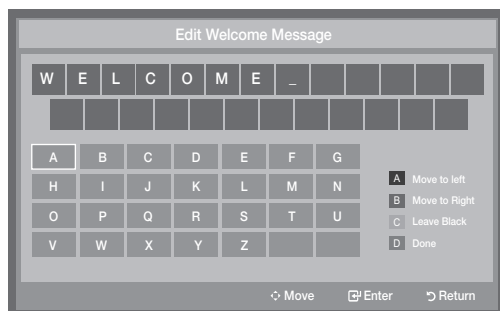 Edit Welcome Message
W E L C O M E _
A B C D E F G
A Move to left
H I J K L M N
B Move to Right
O P Q R S T U
C Leave Black
V W X Y Z
D Done
Move Enter Return